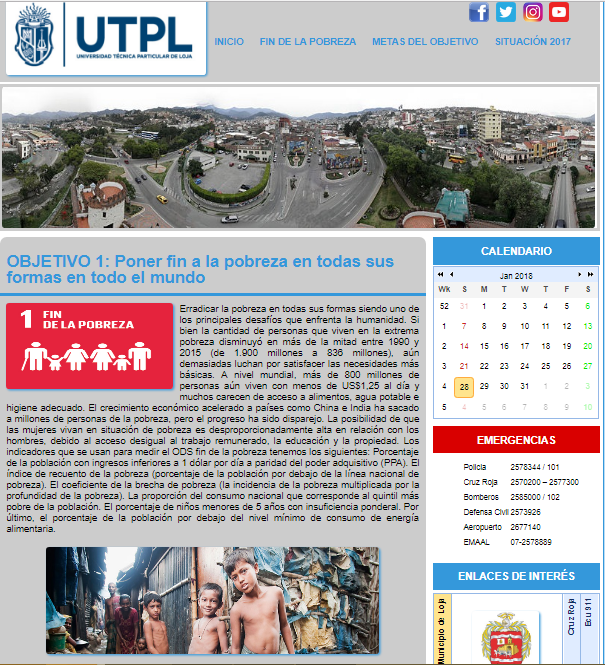 UTPL
UNIVERSIDAD TÉCNICA PARTICULAR DE LOJA
INICIO FIN DE LA POBREZA METAS DEL OBJETIVO SITUACIÓN 2017
OBJETIVO 1: Poner fin a la pobreza en todas sus
formas en todo el mundo
1 FIN
DE LA POBREZA
Erradicar la pobreza en todas sus formas siendo uno de
los principales desafíos que enfrenta la humanidad. Si
bien la cantidad de personas que viven en la extrema
pobreza disminuyó en más de la mitad entre 1990 y
2015 (de 1.900 millones a 836 millones), aún
demasiadas luchan por satisfacer las necesidades más
básicas. A nivel mundial, más de 800 millones de
personas aún viven con menos de US$1,25 al día y
muchos carecen de acceso a alimentos, agua potable e
higiene adecuado. El crecimiento económico acelerado a países como China e India ha sacado
a millones de personas de la pobreza, pero el progreso ha sido disparejo. La posibilidad de que
las mujeres vivan en situación de pobreza es desproporcionadamente alta en relación con los
hombres, debido al acceso desigual al trabajo remunerado, la educación y la propiedad. Los
indicadores que se usan para medir el ODS fin de la pobreza tenemos los siguientes: Porcentaje
de la población con ingresos inferiores a 1 dólar por día a paridad del poder adquisitivo (PPA). El
índice de recuento de la pobreza (porcentaje de la población por debajo de la línea nacional de
pobreza). El coeficiente de la brecha de pobreza (la incidencia de la pobreza multiplicada por la
profundidad de la pobreza). La proporción del consumo nacional que corresponde al quintil más
pobre de la población. El porcentaje de niños menores de 5 años con insuficiencia ponderal. Por
último, el porcentaje de la población por debajo del nivel mínimo de consumo de energía
alimentaria.
CALENDARIO
Jan 2018
Wk S M T W T F S
52 31 1 2 3 4 5 6
1 7 8 9 10 11 12 13
2 14 15 16 17 18 19 20
3 21 22 23 24 25 26 27
4 28 29 30 31 1 2 3
5 4 5 6 7 8 9 10
EMERGENCIAS
Policia 2578344 / 101
Cruz Roja 2570200 – 2577300
Bomberos 2585000 / 102
Defensa Civil 2573926
Aeropuerto 2677140
EMAAL 07-2578889
ENLACES DE INTERÉS
Municipio de Loja
Cruz Roja
Ecu 911